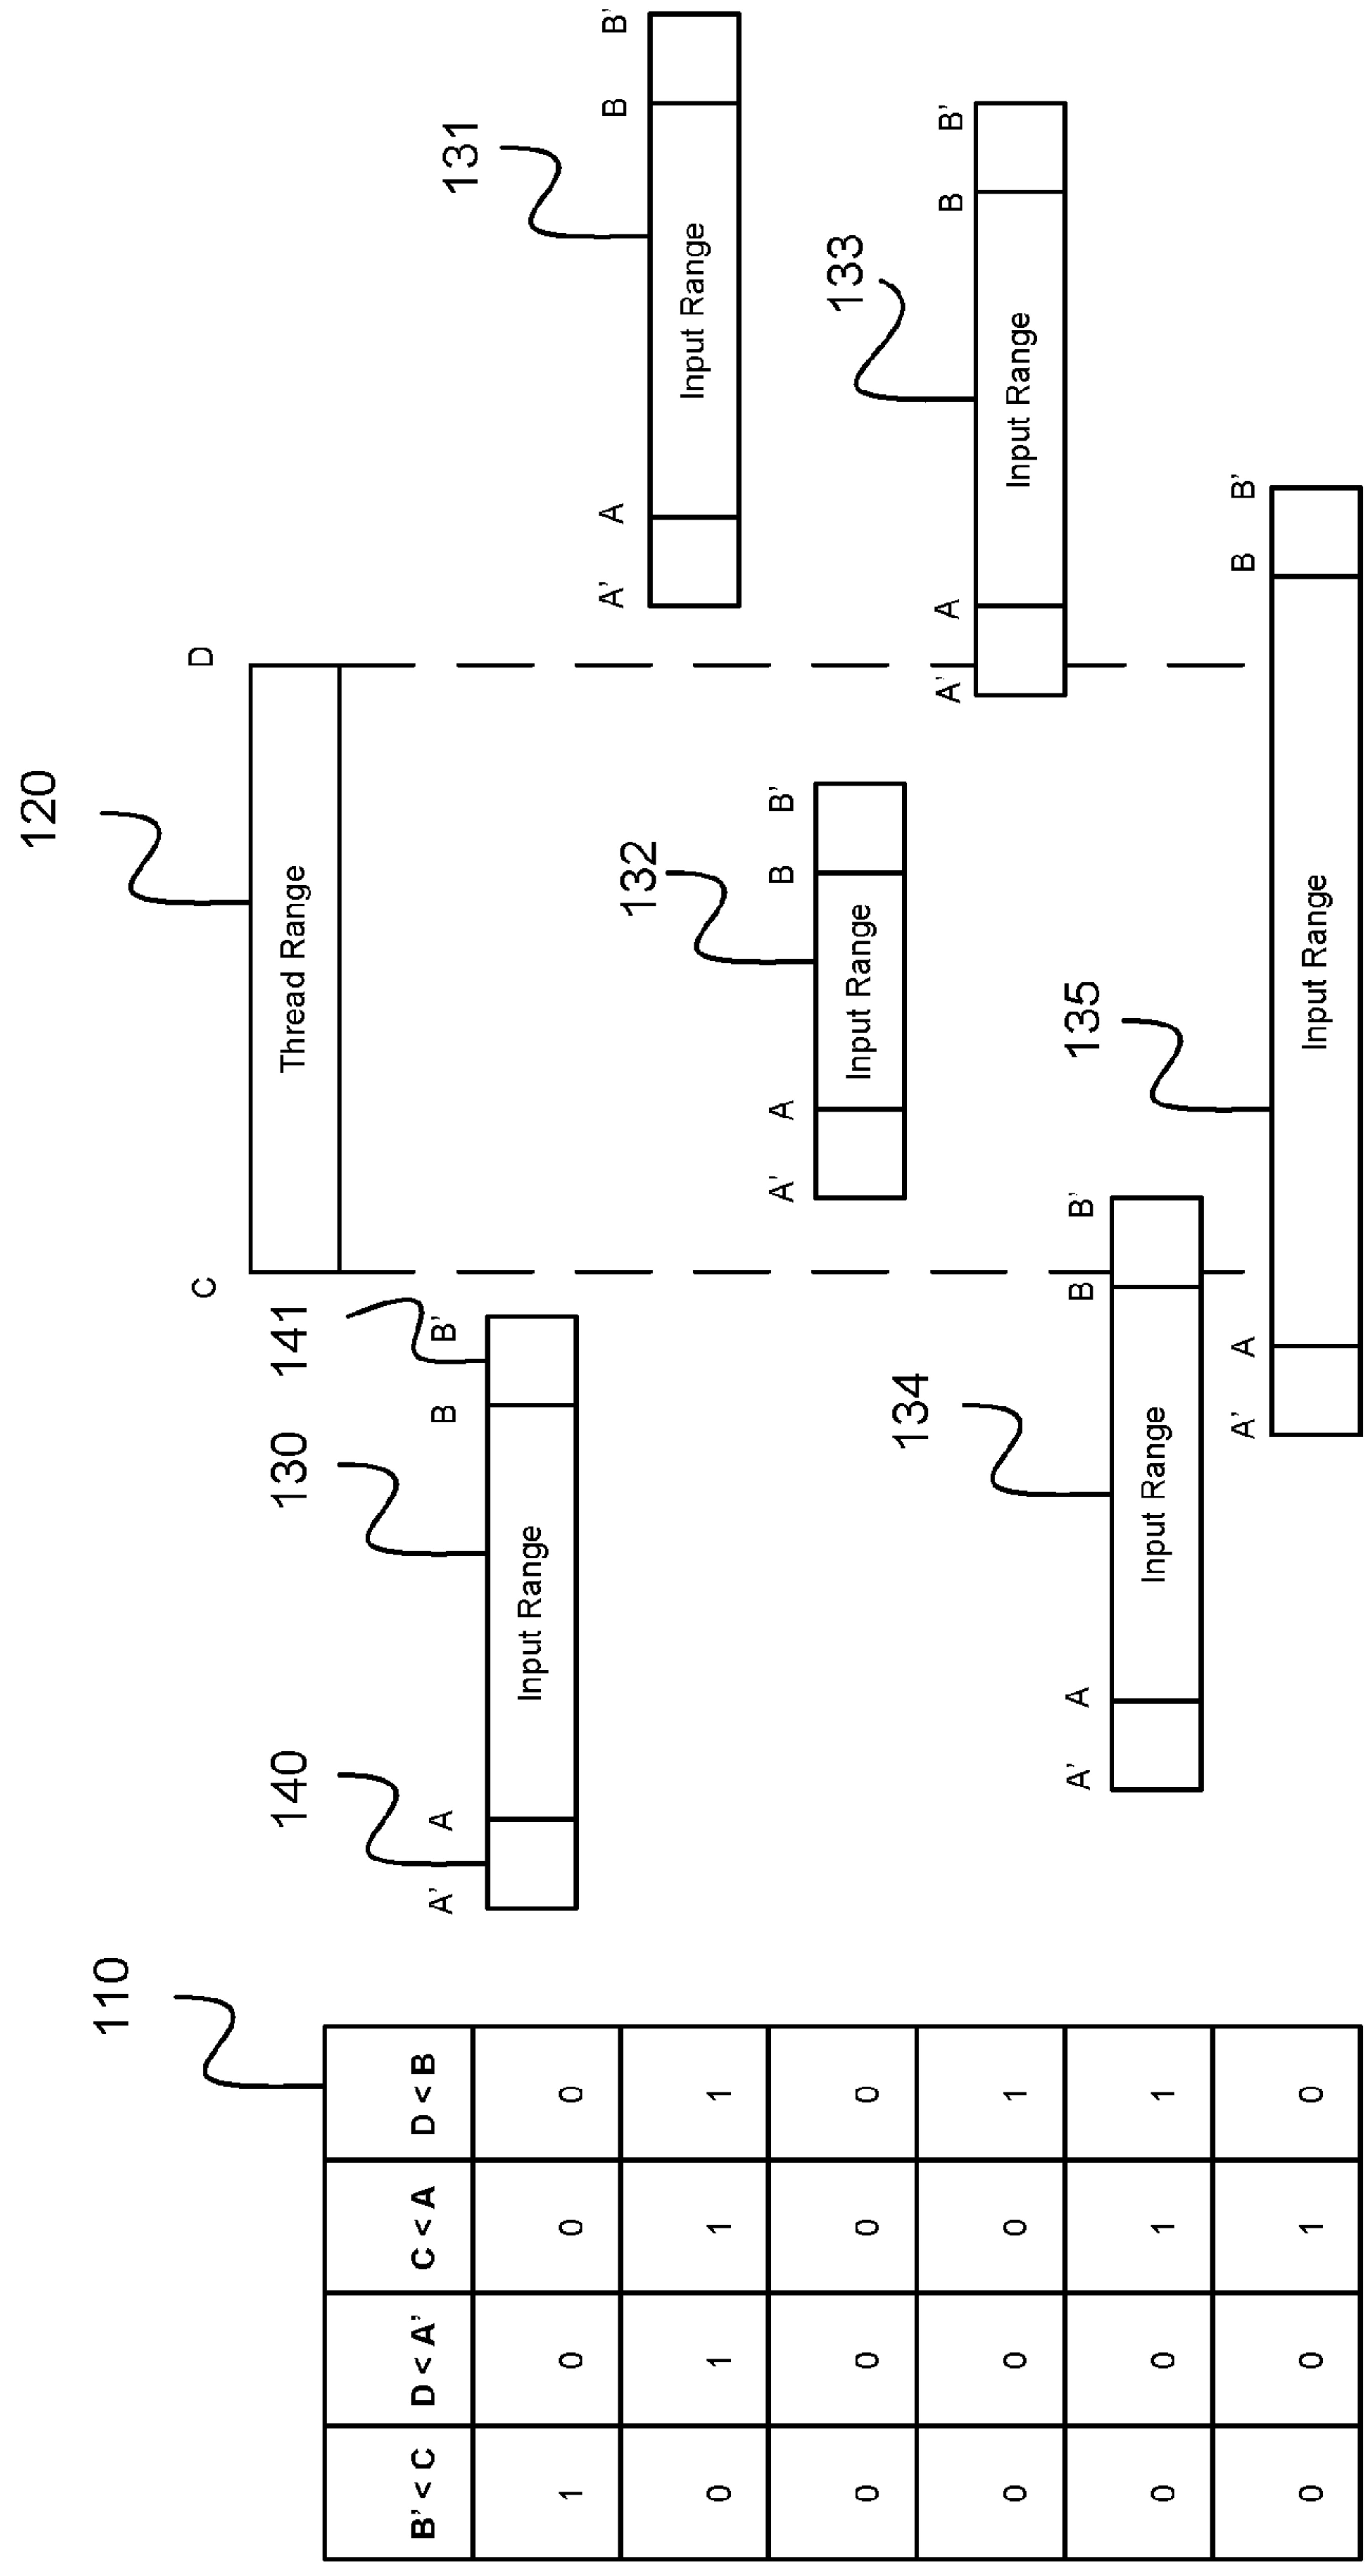 120
110
C D
140 130 141
Thread Range
B' < C D < A' C < A D < B
A' A B B'
131
Input Range
1 0 0 0
A' A B B'
132
Input Range
0 1 1 1
A' A B B'
133
Input Range
0 0 0 0
134
A' A B B'
Input Range
0 0 0 1
A' A B B'
135
Input Range
0 0 1 1
A' A B B'
Input Range
0 0 1 0